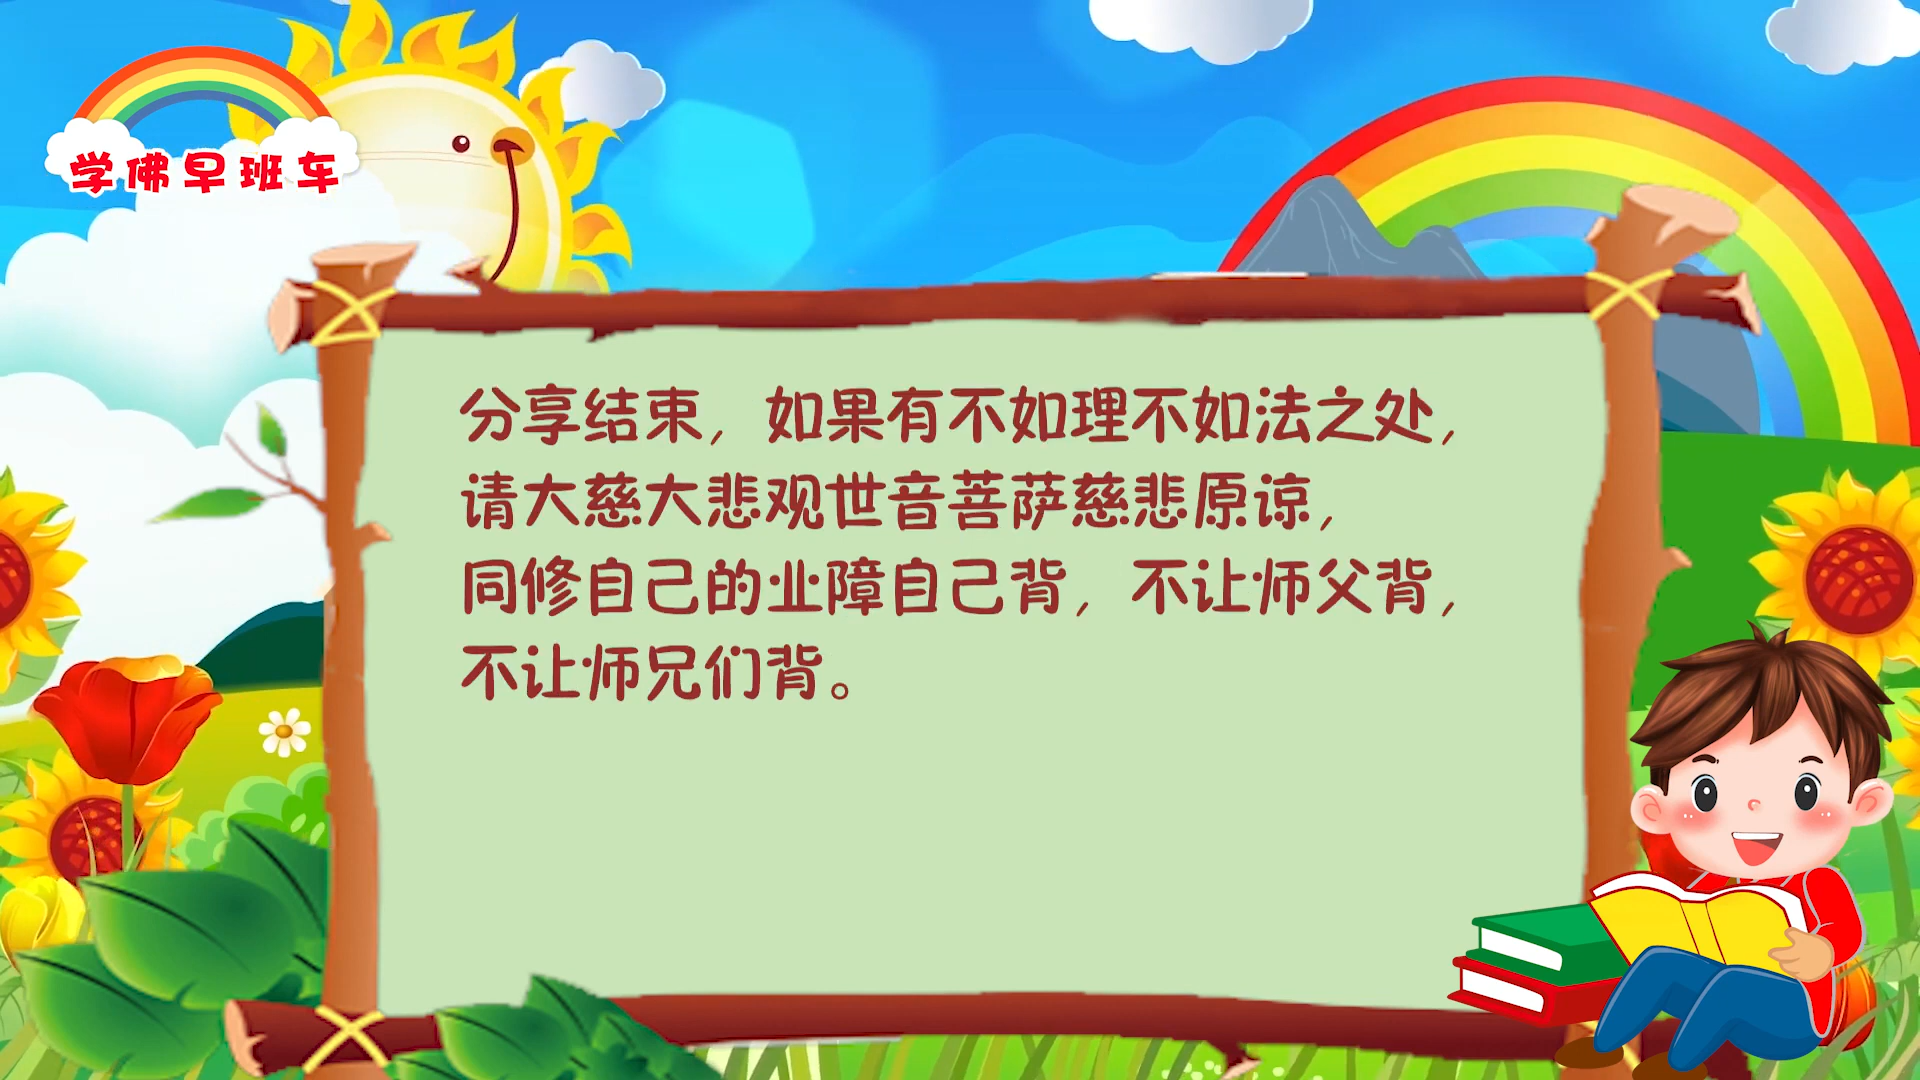 学佛早班车
分享结束，如果有不如理不如法之处，
请大慈大悲观世音菩萨慈悲原谅，
同修自己的业障自己背，不让师父背，
不让师兄们背。